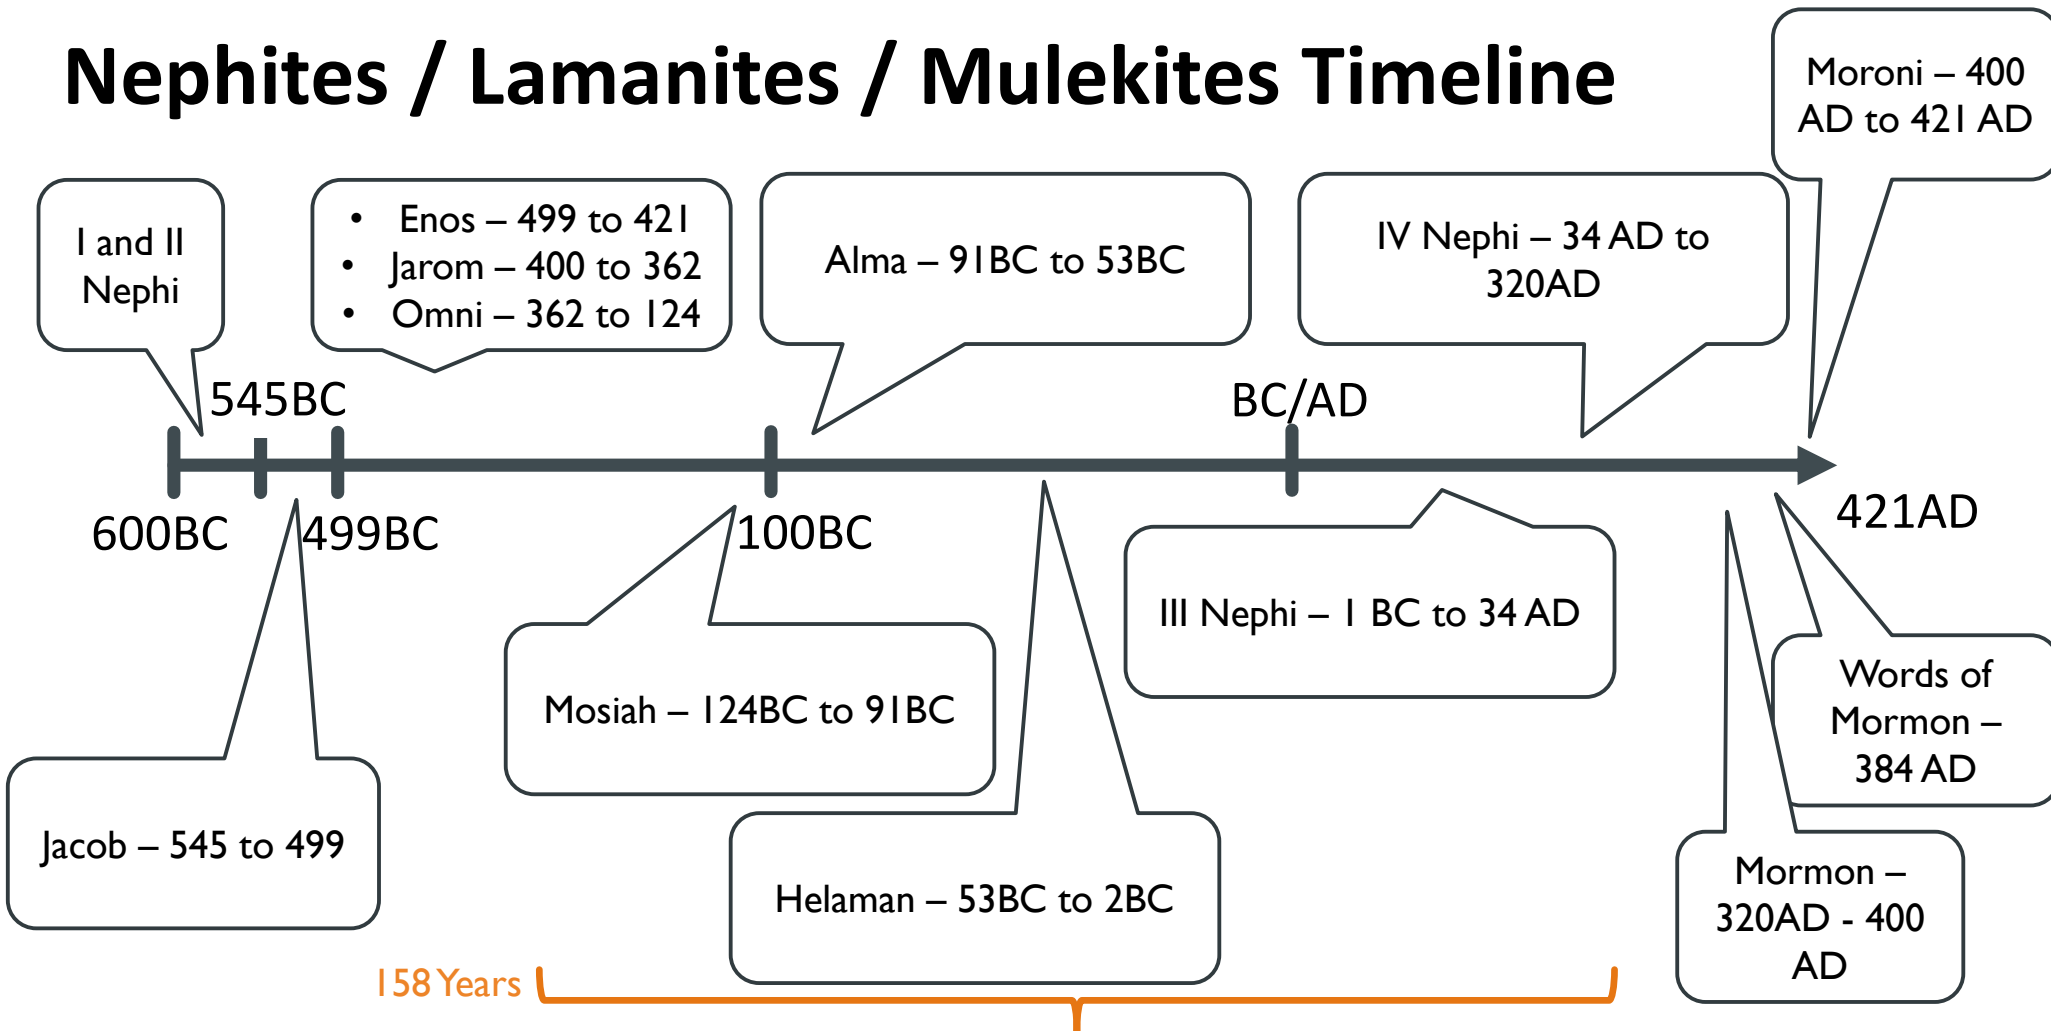 Nephites / Lamanites / Mulekites Timeline
Moroni – 400
AD to 421 AD
I and II
Nephi
• Enos – 499 to 421
• Jarom – 400 to 362
• Omni – 362 to 124
Alma – 91BC to 53BC
IV Nephi – 34 AD to
320AD
545BC
BC/AD
600BC
499BC
100BC
421AD
III Nephi – 1 BC to 34 AD
Mosiah – 124BC to 91BC
Words of
Mormon –
384 AD
Jacob – 545 to 499
Helaman – 53BC to 2BC
Mormon –
320AD - 400
AD
158 Years